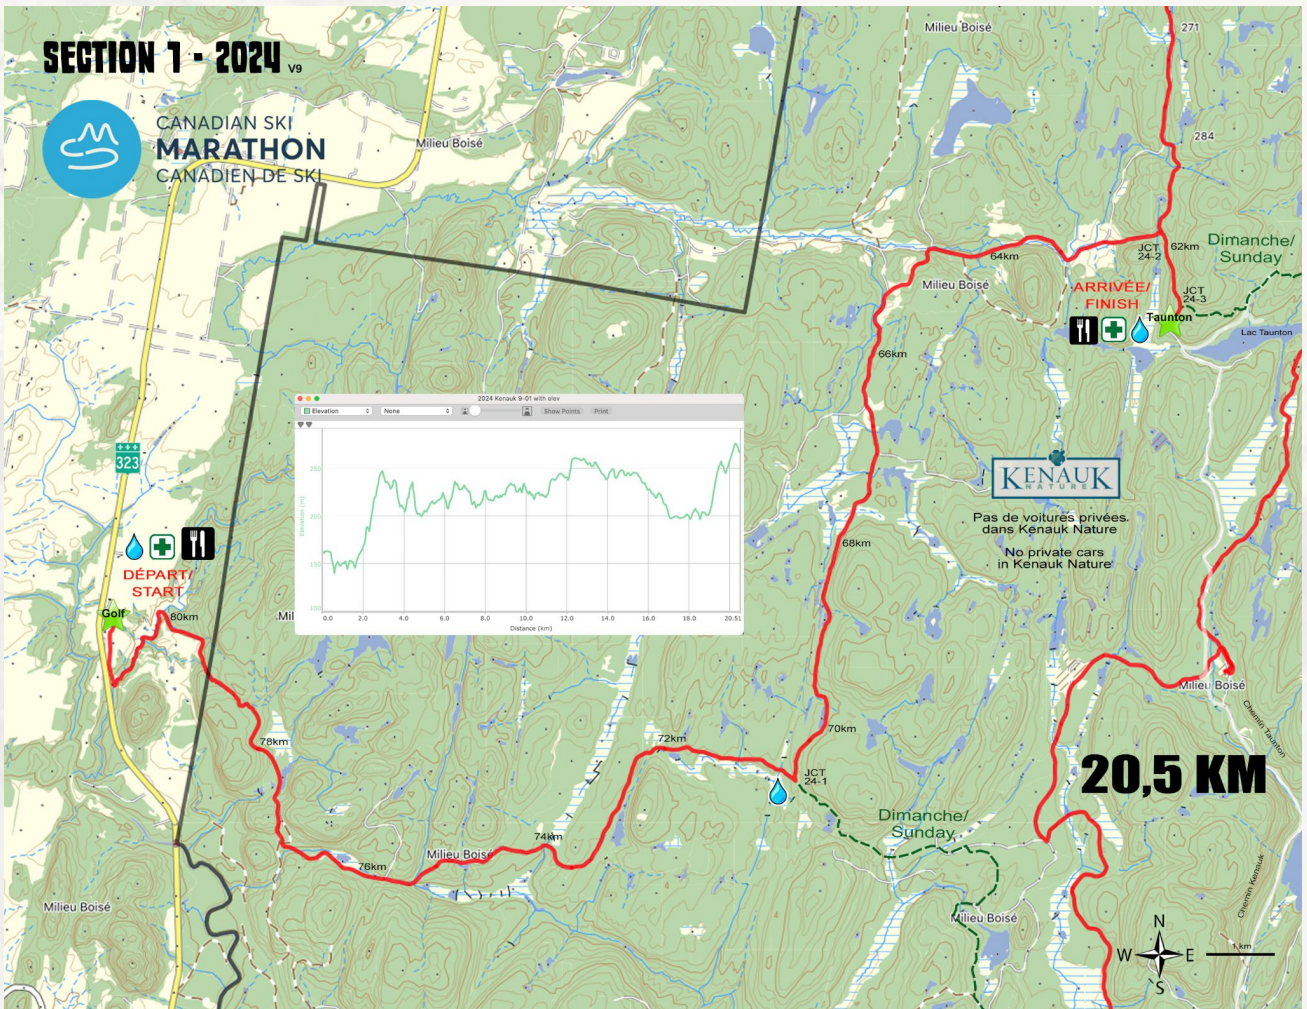 SECTION 1 - 2024 V9
CANADIAN SKI
MARATHON
CANADIEN DE SKI
Milieu Boisé
Milieu Boisé
271
284
JCT
24-2
62km
Dimanche/
Sunday
64km
Milieu Boisé
ARRIVÉE/
FINISH
JCT
24-3
Taunton
Lac Taunton
66km
2024 Kenauk 9-01 with elev
Elevation
None
Show Points
Print
Elevation (m)
250
200
150
100
0.0
2.0
4.0
6.0
8.0
10.0
12.0
14.0
16.0
18.0
20.51
Distance (km)
323
KENAUK
NATURE
Pas de voitures privées
dans Kenauk Nature
No private cars
in Kenauk Nature
68km
DÉPART/
START
Golf
80km
Mil
Milieu Boisé
Chemin Taunton
78km
72km
70km
JCT
24-1
20,5 KM
Dimanche/
Sunday
74km
Milieu Boisé
76km
Chemin Kenauk
Milieu Boisé
Milieu Boisé
N
W
E
S
1 km